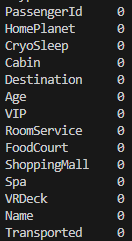 PassengerId 0
HomePlanet 0
CryoSleep 0
Cabin 0
Destination 0
Age 0
VIP 0
RoomService 0
FoodCourt 0
ShoppingMall 0
Spa 0
VRDeck 0
Name 0
Transported 0